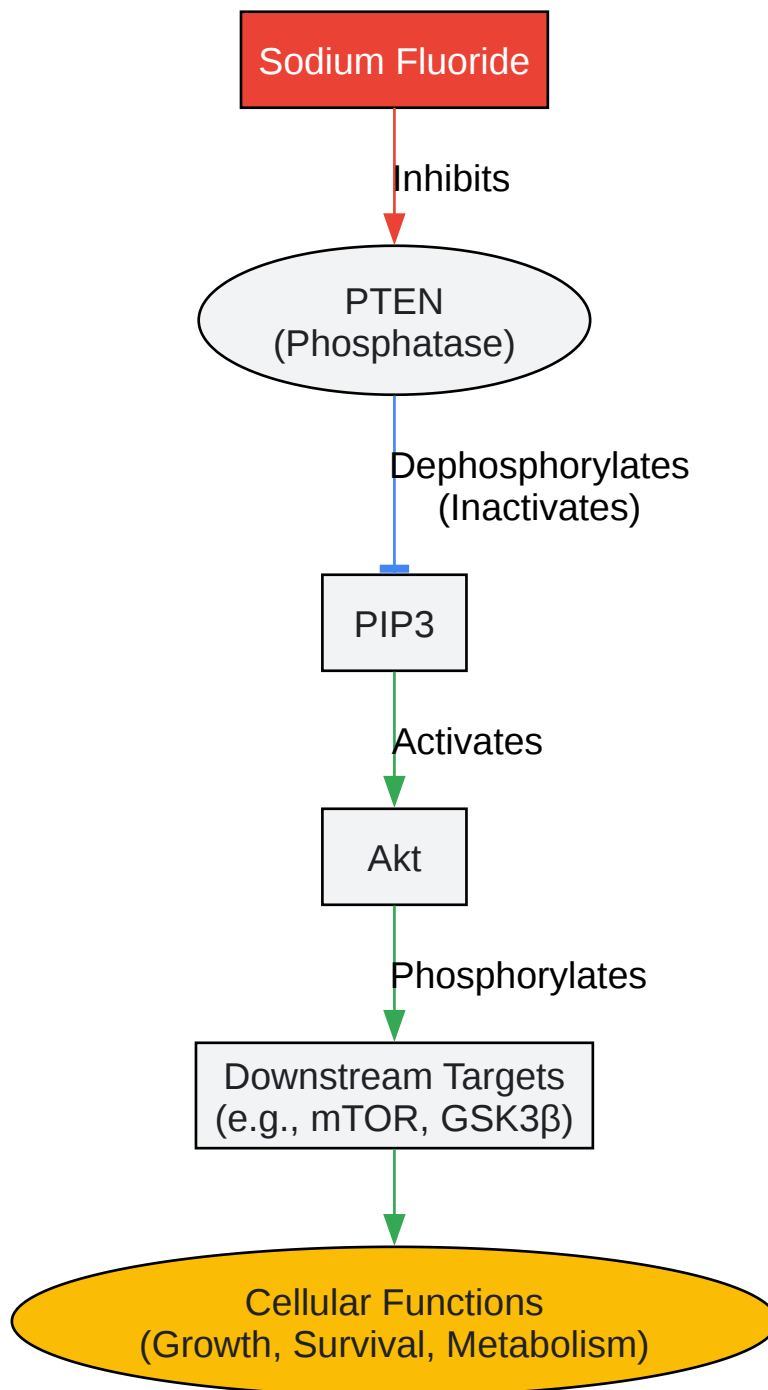 Sodium Fluoride
Inhibits
PTEN
(Phosphatase)
Dephosphorylates
(Inactivates)
PIP3
Activates
Akt
Phosphorylates
Downstream Targets
(e.g., mTOR, GSK3β)
Cellular Functions
(Growth, Survival, Metabolism)